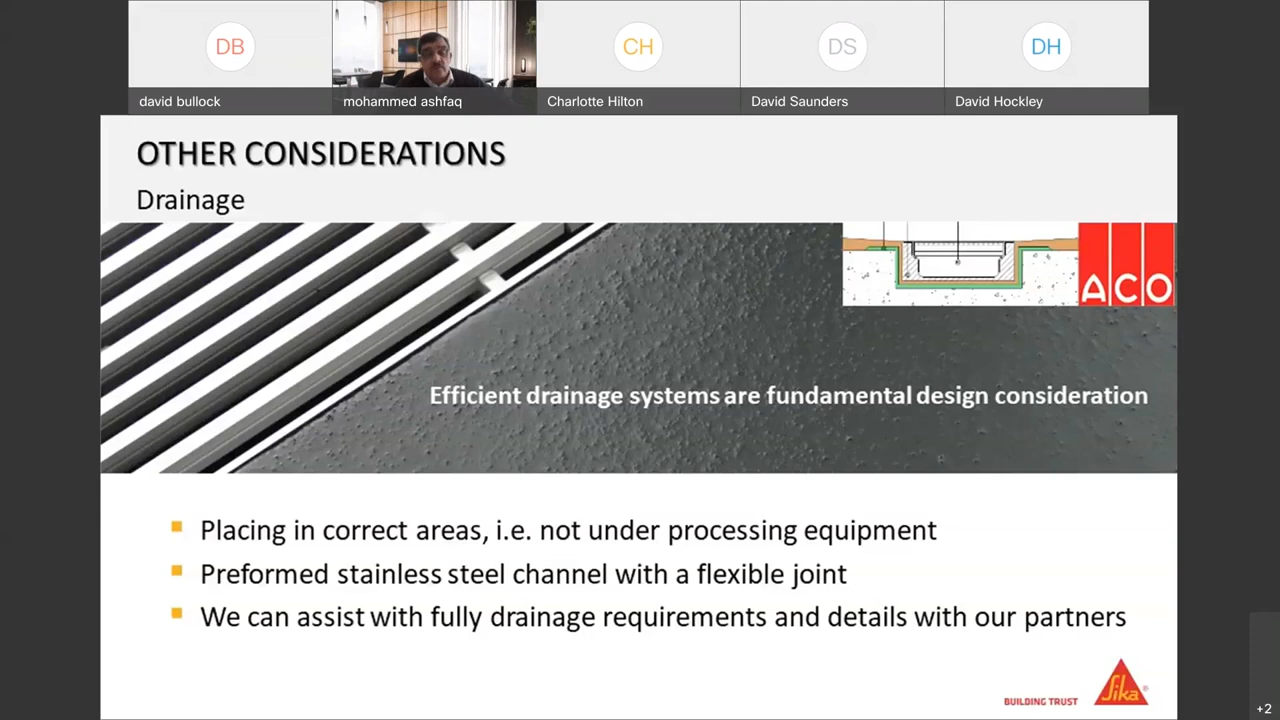 DB
CH
DS
DH
david bullock
mohammed ashfaq
Charlotte Hilton
David Saunders
David Hockley
OTHER CONSIDERATIONS
Drainage
ACO
Efficient drainage systems are fundamental design consideration
Placing in correct areas, i.e. not under processing equipment
Preformed stainless steel channel with a flexible joint
We can assist with fully drainage requirements and details with our partners
BUILDING TRUST
Sika®
+2